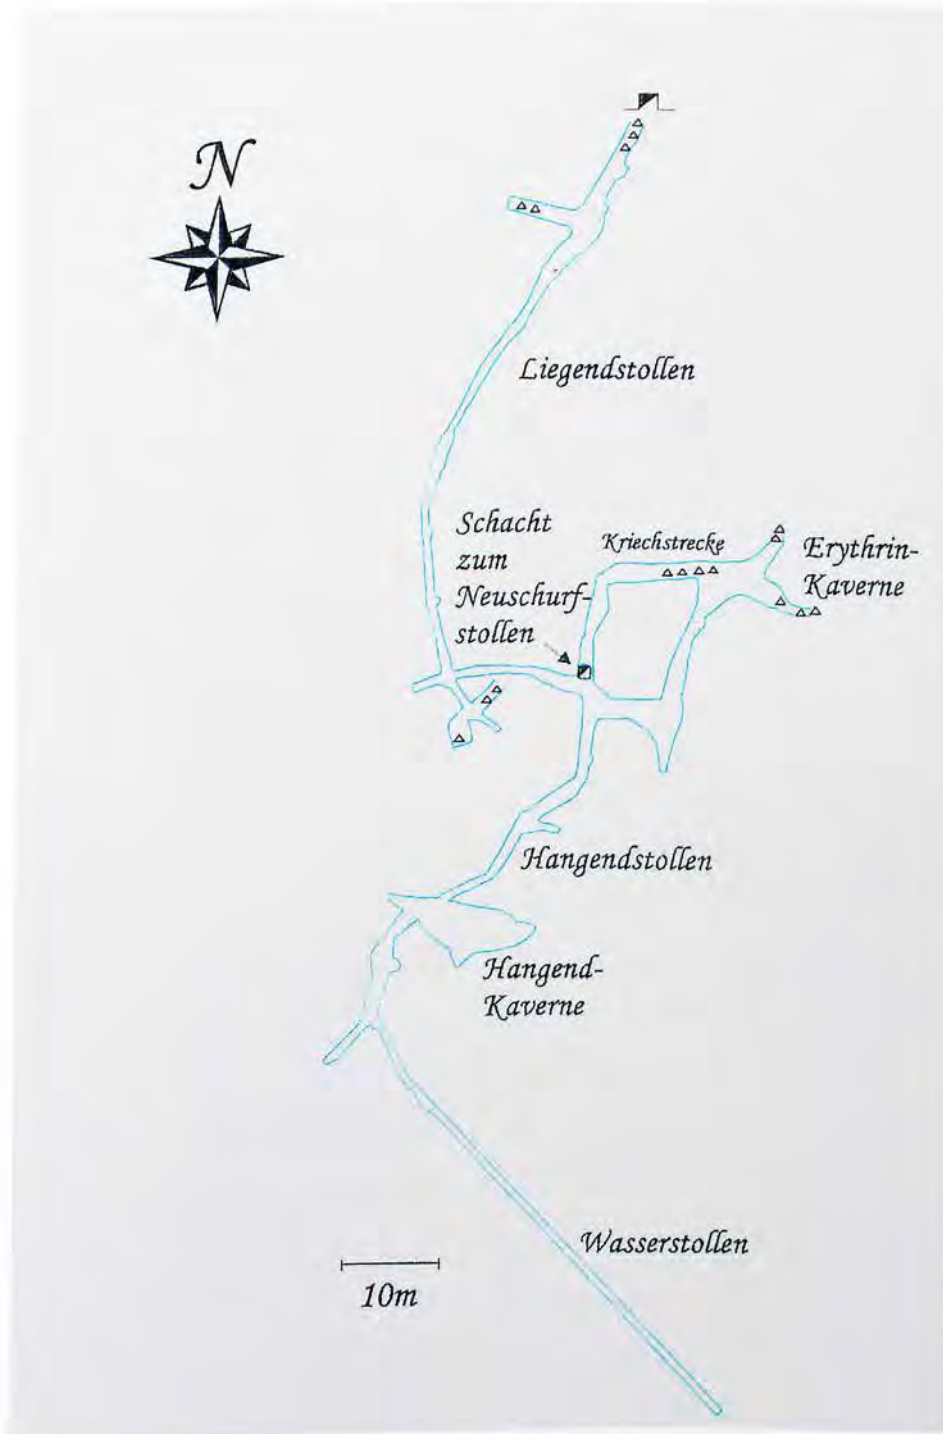 N
Liegendstollen
Schacht
zum
Neuschurf-
stollen
Kriechstrecke
Erythrin-
Kaverne
Hangendstollen
Hangend-
Kaverne
Wasserstollen
10m